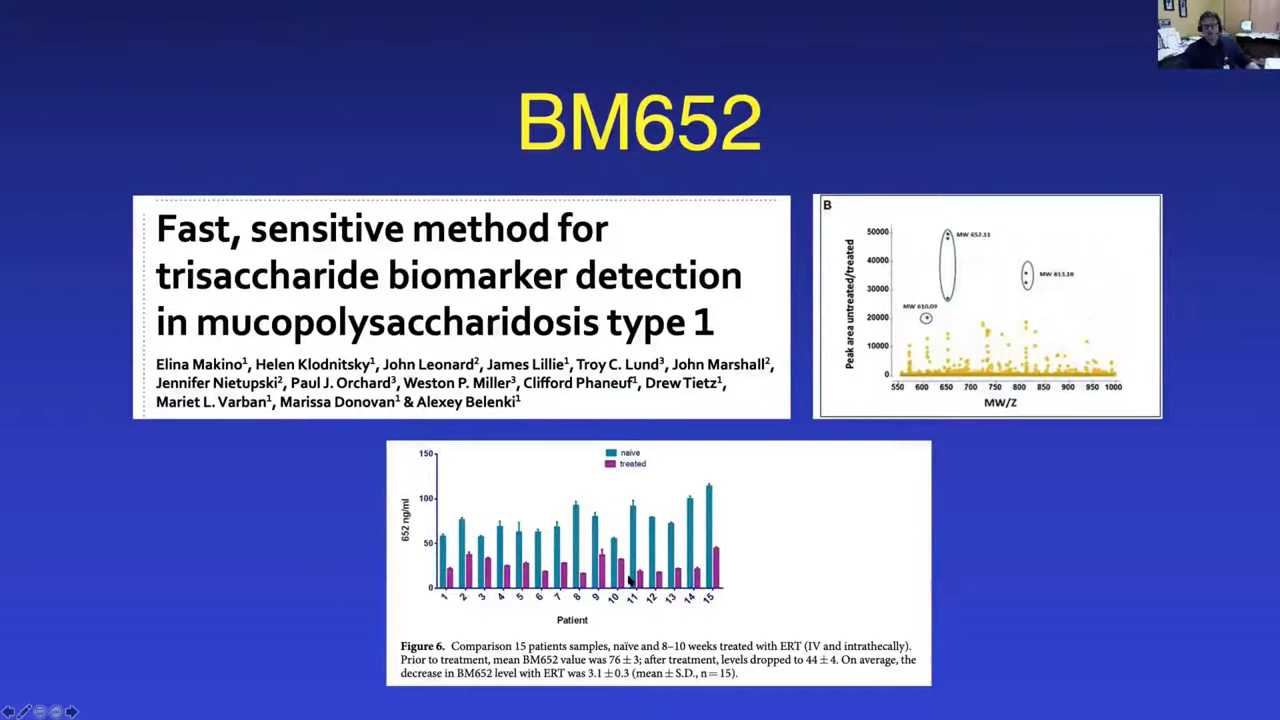 BM652
Fast, sensitive method for
trisaccharide biomarker detection
in mucopolysaccharidosis type 1
Elina Makino¹, Helen Klodnitsky¹, John Leonard², James Lillie¹, Troy C. Lund³, John Marshall²,
Jennifer Nietupski², Paul J. Orchard³, Weston P. Miller³, Clifford Phaneuf¹, Drew Tietz¹,
Mariet L. Varban¹, Marissa Donovan¹ & Alexey Belenki¹
B
Peak area untreated/treated
50000
40000
30000
20000
10000
0
MW 652.11
MW 813.18
MW 610.09
550 600 650 700 750 800 850 900 950 1000
MW/Z
naive
treated
652 ng/ml
150
100
50
0
1 2 3 4 5 6 7 8 9 10 11 12 13 14 15
Patient
Figure 6. Comparison 15 patients samples, naïve and 8–10 weeks treated with ERT (IV and intrathecally).
Prior to treatment, mean BM652 value was 76 ± 3; after treatment, levels dropped to 44 ± 4. On average, the
decrease in BM652 level with ERT was 3.1 ± 0.3 (mean ± S.D., n = 15).